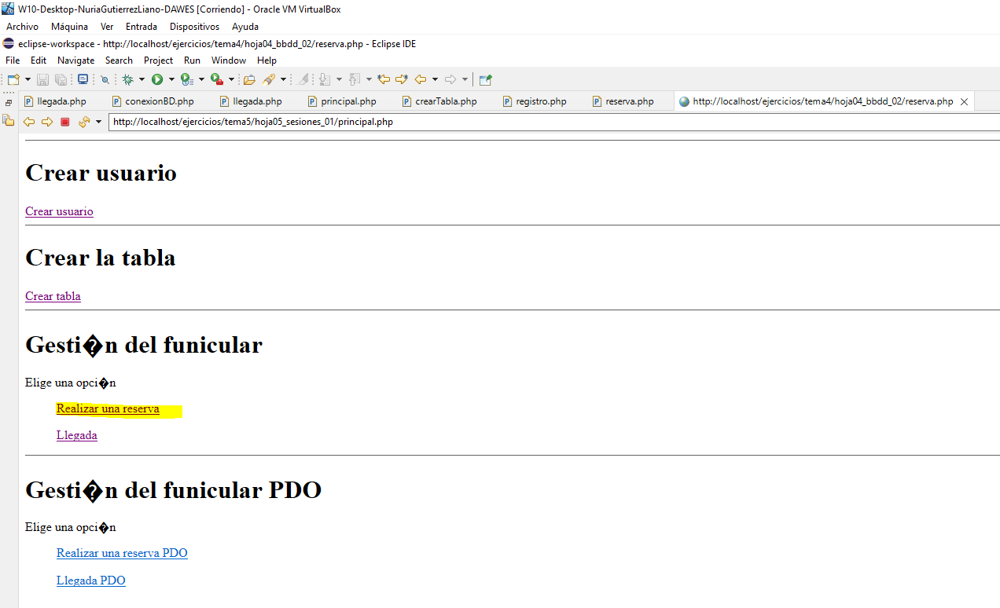 W10-Desktop-NuriaGutierrezLiano-DAWES [Corriendo] - Oracle VM VirtualBox
Archivo Máquina Ver Entrada Dispositivos Ayuda
eclipse-workspace - http://localhost/ejercicios/tema4/hoja04_bbdd_02/reserva.php - Eclipse IDE
File Edit Navigate Search Project Run Window Help
llegada.php conexionBD.php llegada.php principal.php crearTabla.php registro.php reserva.php http://localhost/ejercicios/tema4/hoja04_bbdd_02/reserva.php
http://localhost/ejercicios/tema5/hoja05_sesiones_01/principal.php
Crear usuario
Crear usuario
Crear la tabla
Crear tabla
Gesti�n del funicular
Elige una opci�n
Realizar una reserva
Llegada
Gesti�n del funicular PDO
Elige una opci�n
Realizar una reserva PDO
Llegada PDO